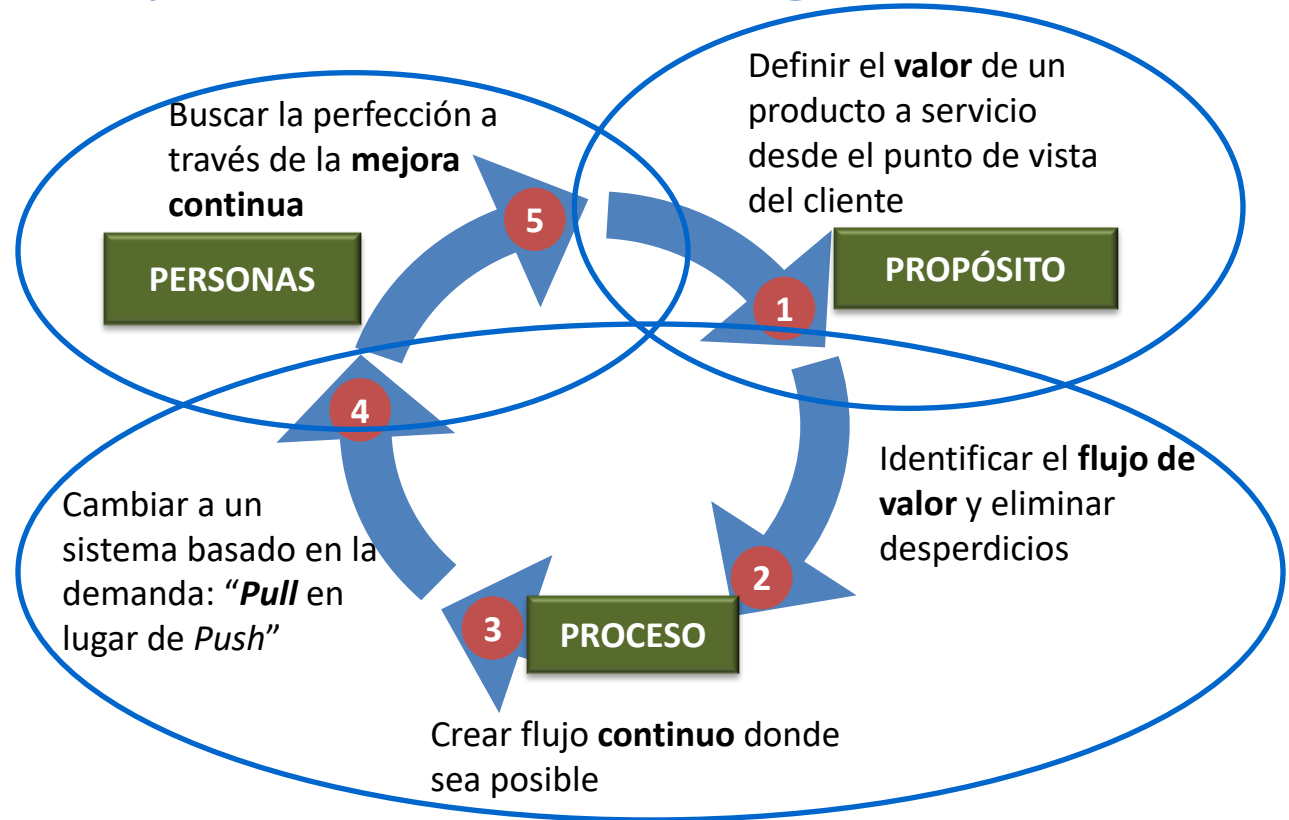 Definir el valor de un
producto a servicio
desde el punto de vista
del cliente
PROPÓSITO
1
Identificar el flujo de
valor y eliminar
desperdicios
2
PROCESO
3
Crear flujo continuo donde
sea posible
4
Cambiar a un
sistema basado en la
demanda: “Pull en
lugar de Push”
5
Buscar la perfección a
través de la mejora
continua
PERSONAS